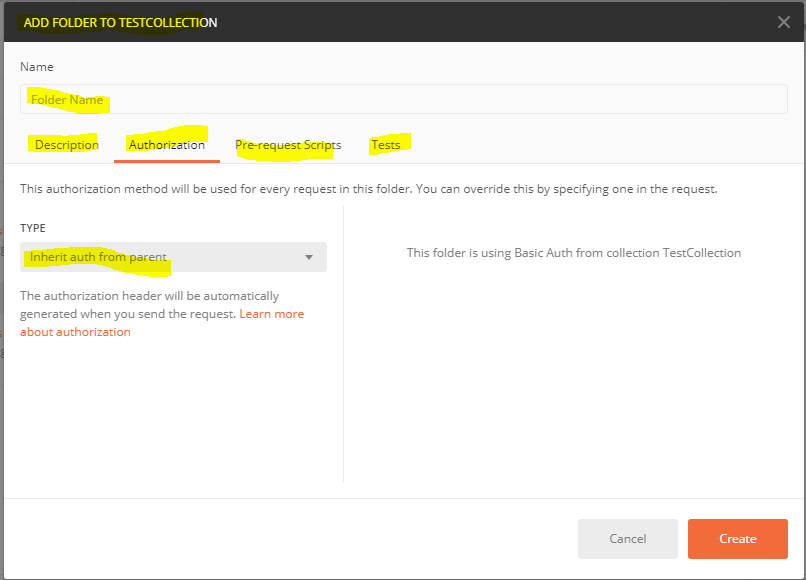 ADD FOLDER TO TESTCOLLECTION
Name
Folder Name
Description Authorization Pre-request Scripts Tests
This authorization method will be used for every request in this folder. You can override this by specifying one in the request.
TYPE
Inherit auth from parent
This folder is using Basic Auth from collection TestCollection
The authorization header will be automatically
generated when you send the request. Learn more
about authorization
Cancel Create